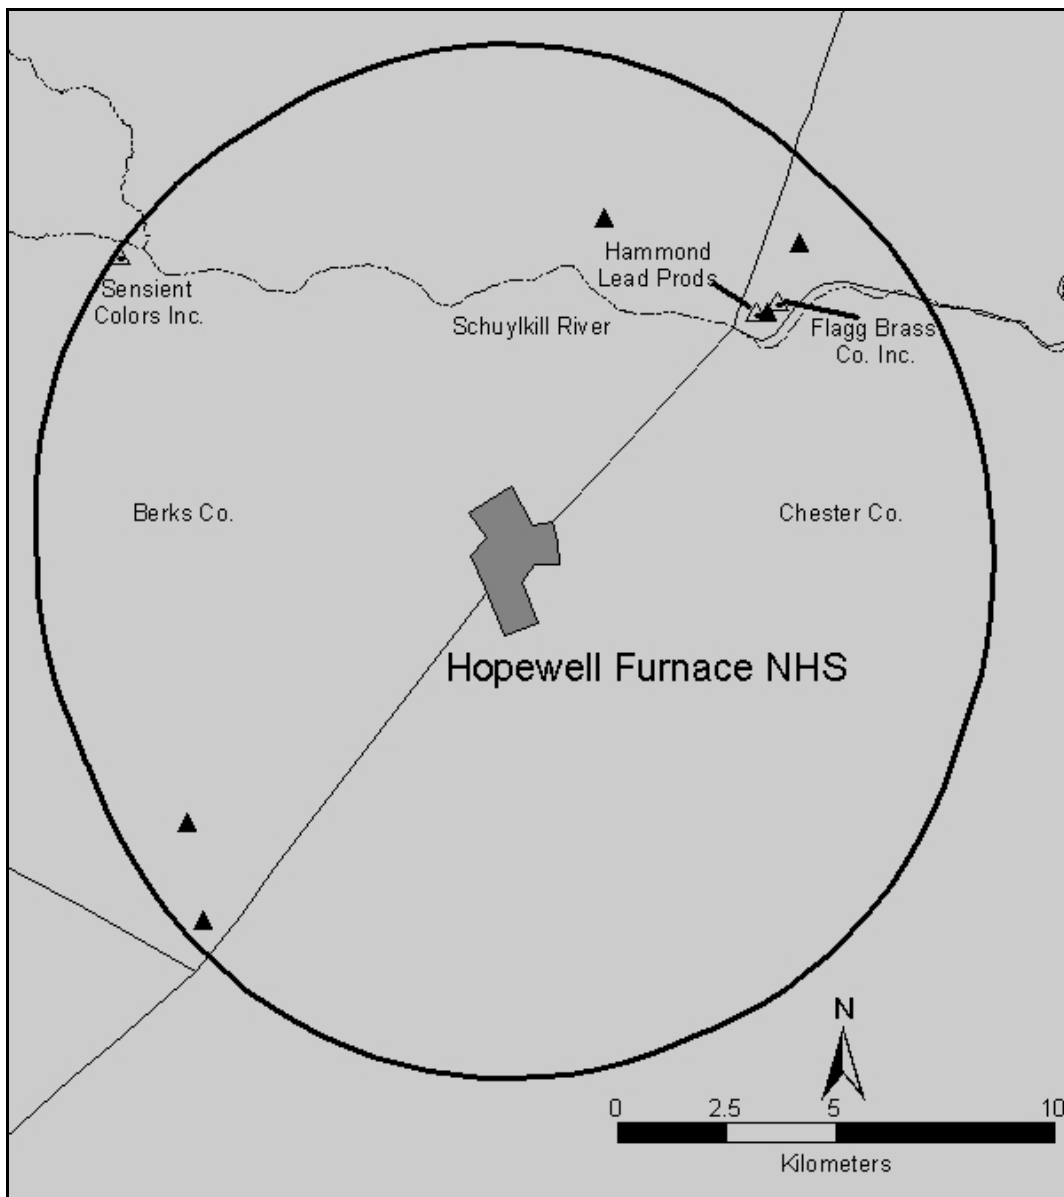 Hammond
Lead Prods
Sensient
Colors Inc.
Schuylkill River
Flagg Brass
Co. Inc.
Berks Co.
Chester Co.
Hopewell Furnace NHS
N
0 2.5 5 10
Kilometers